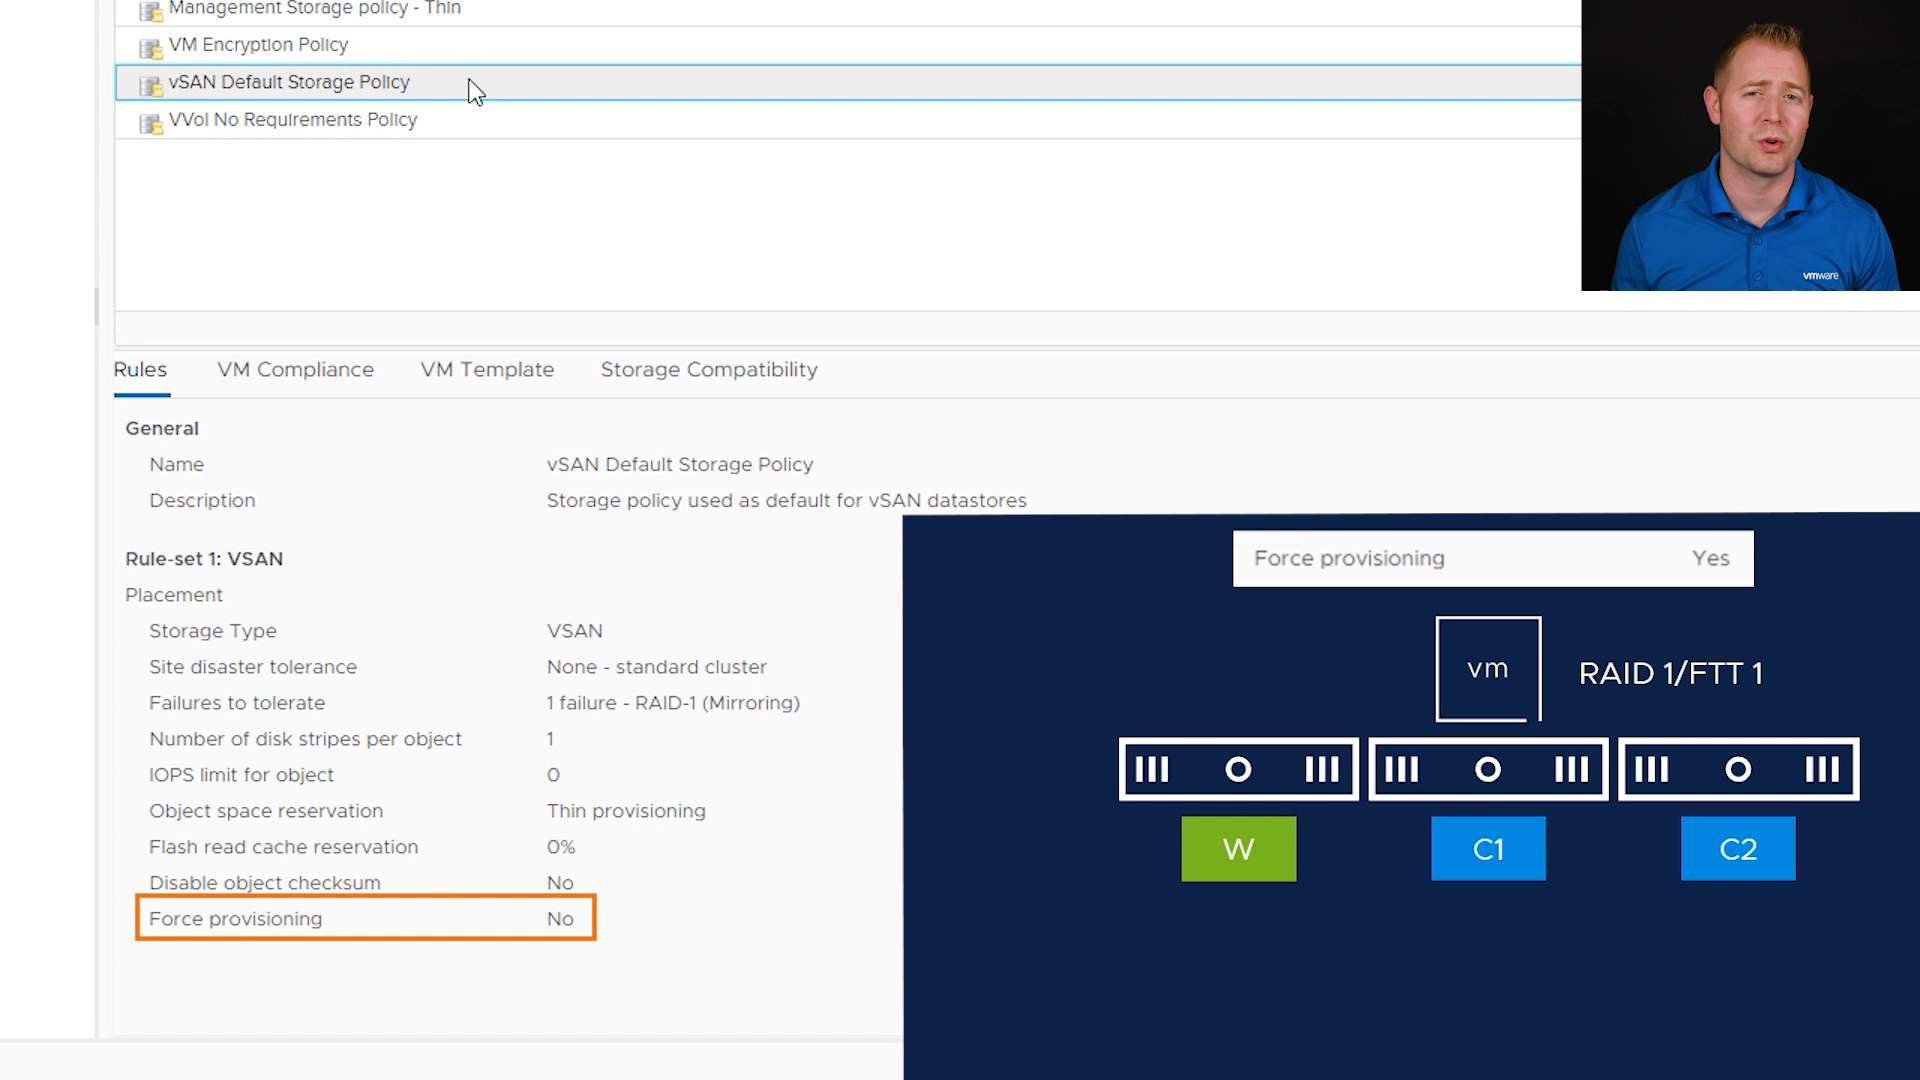 Management Storage policy - Thin
VM Encryption Policy
vSAN Default Storage Policy
VVol No Requirements Policy
vmware
Rules VM Compliance VM Template Storage Compatibility
General
Name vSAN Default Storage Policy
Description Storage policy used as default for vSAN datastores
Rule-set 1: VSAN
Placement
Storage Type VSAN
Site disaster tolerance None - standard cluster
Failures to tolerate 1 failure - RAID-1 (Mirroring)
Number of disk stripes per object 1
IOPS limit for object 0
Object space reservation Thin provisioning
Flash read cache reservation 0%
Disable object checksum No
Force provisioning No
Force provisioning Yes
vm RAID 1/FTT 1
W C1 C2